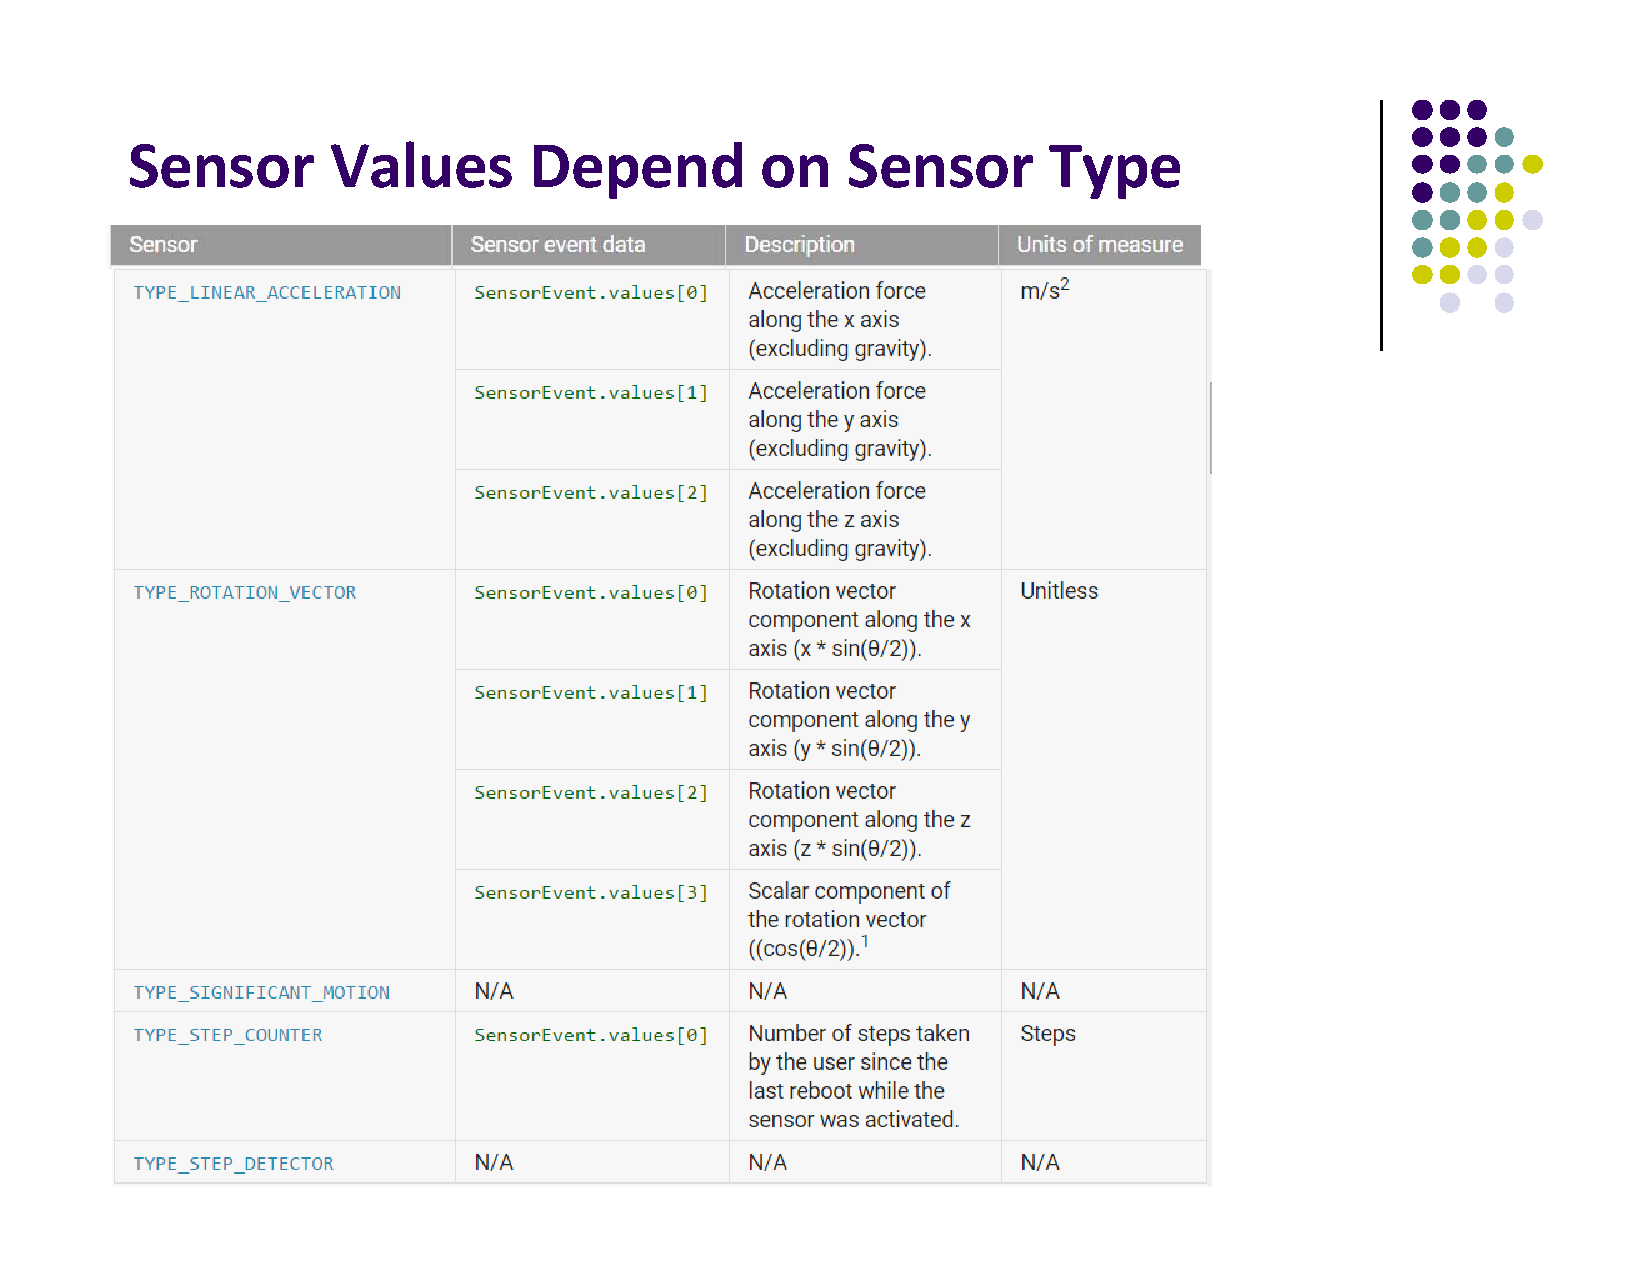 Sensor Values Depend on Sensor Type
Sensor Sensor event data Description Units of measure
TYPE_LINEAR_ACCELERATION SensorEvent.values[0] Acceleration force m/s²
along the x axis
(excluding gravity).
SensorEvent.values[1] Acceleration force
along the y axis
(excluding gravity).
SensorEvent.values[2] Acceleration force
along the z axis
(excluding gravity).
TYPE_ROTATION_VECTOR SensorEvent.values[0] Rotation vector Unitless
component along the x
axis (x * sin(θ/2)).
SensorEvent.values[1] Rotation vector
component along the y
axis (y * sin(θ/2)).
SensorEvent.values[2] Rotation vector
component along the z
axis (z * sin(θ/2)).
SensorEvent.values[3] Scalar component of
the rotation vector
((cos(θ/2)).¹
TYPE_SIGNIFICANT_MOTION N/A N/A N/A
TYPE_STEP_COUNTER SensorEvent.values[0] Number of steps taken Steps
by the user since the
last reboot while the
sensor was activated.
TYPE_STEP_DETECTOR N/A N/A N/A